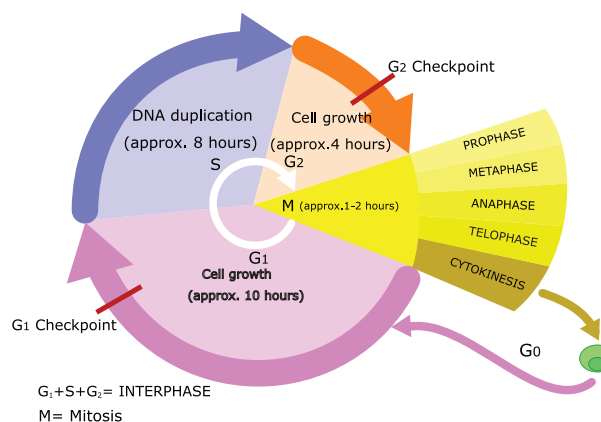 G2 Checkpoint
DNA duplication
(approx. 8 hours)
S
Cell growth
(approx.4 hours)
G2
PROPHASE
METAPHASE
ANAPHASE
TELOPHASE
CYTOKINESIS
M (approx.1-2 hours)
G1
Cell growth
(approx. 10 hours)
G1 Checkpoint
G0
G1+S+G2= INTERPHASE
M= Mitosis